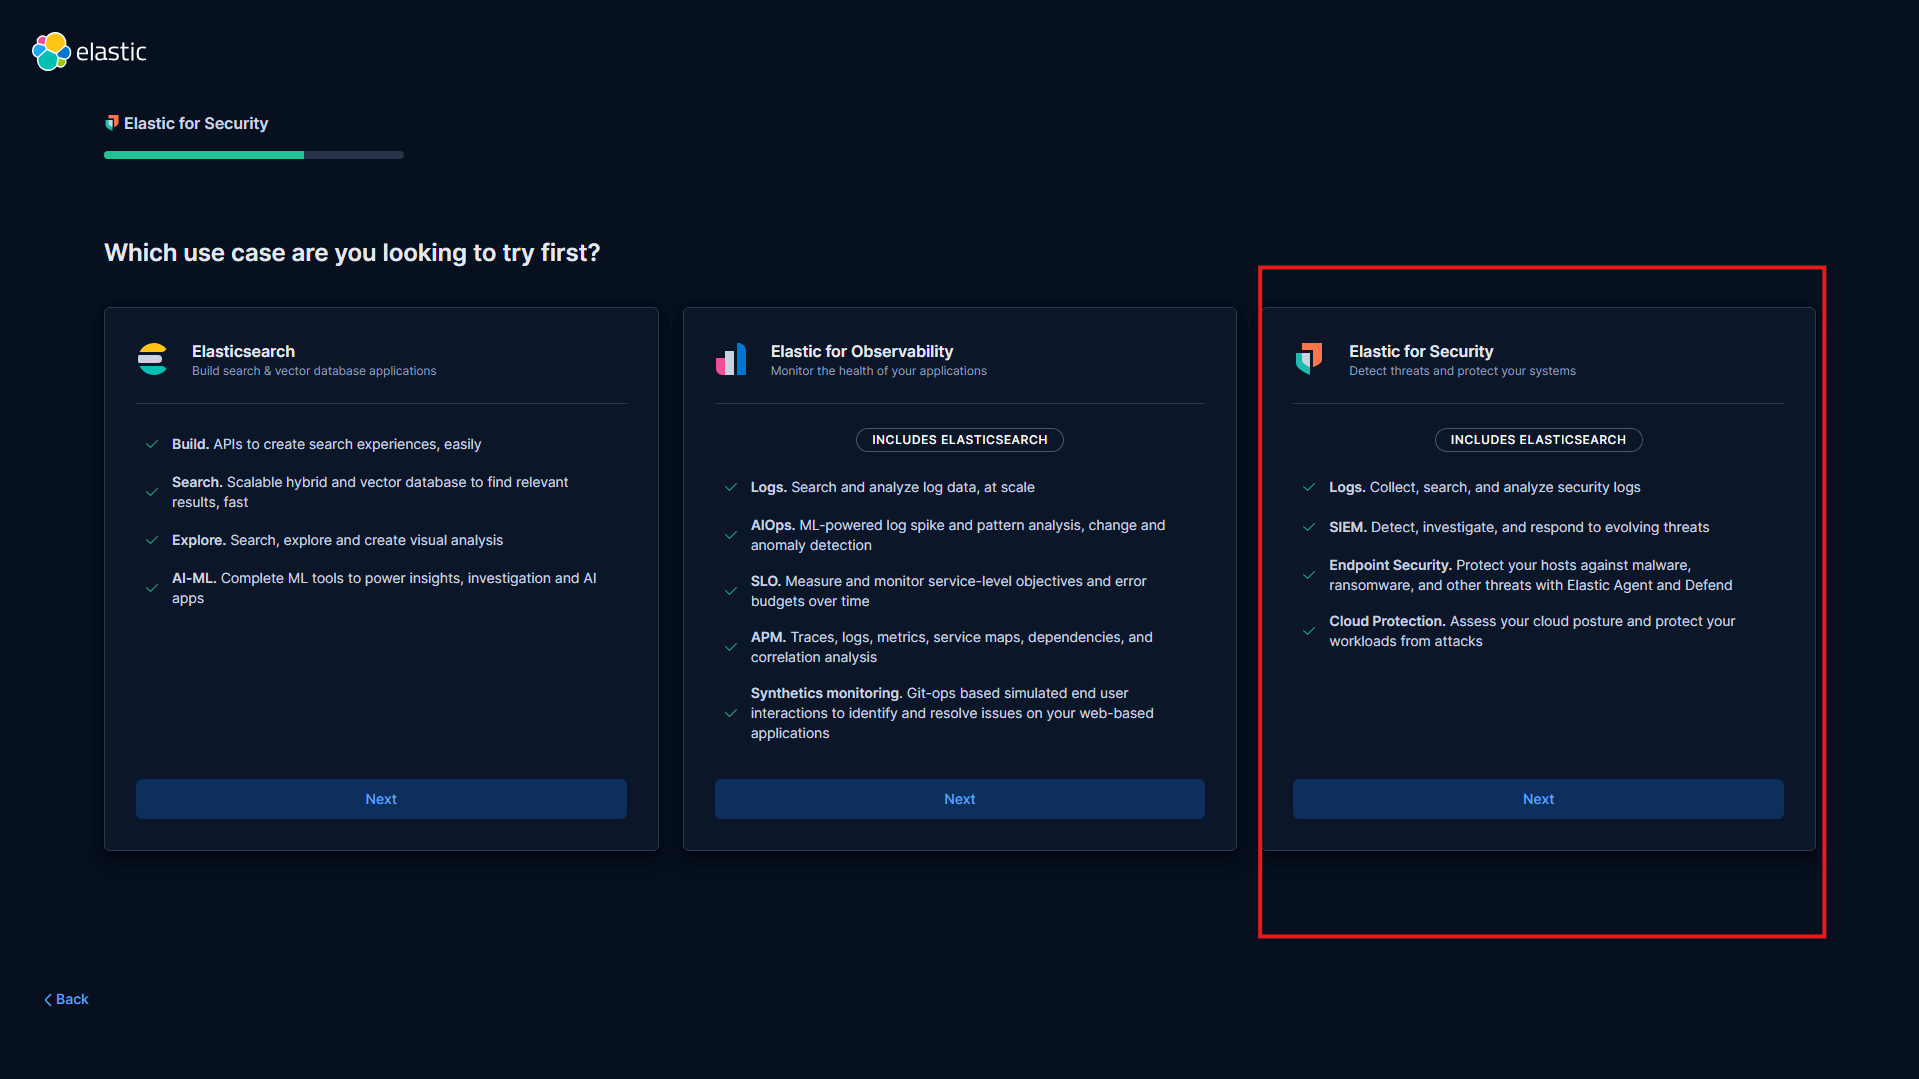 elastic
Elastic for Security
Which use case are you looking to try first?
Elasticsearch
Build search & vector database applications
Build. APIs to create search experiences, easily
Search. Scalable hybrid and vector database to find relevant
results, fast
Explore. Search, explore and create visual analysis
AI-ML. Complete ML tools to power insights, investigation and AI
apps
Next
Elastic for Observability
Monitor the health of your applications
INCLUDES ELASTICSEARCH
Logs. Search and analyze log data, at scale
AIOps. ML-powered log spike and pattern analysis, change and
anomaly detection
SLO. Measure and monitor service-level objectives and error
budgets over time
APM. Traces, logs, metrics, service maps, dependencies, and
correlation analysis
Synthetics monitoring. Git-ops based simulated end user
interactions to identify and resolve issues on your web-based
applications
Next
Elastic for Security
Detect threats and protect your systems
INCLUDES ELASTICSEARCH
Logs. Collect, search, and analyze security logs
SIEM. Detect, investigate, and respond to evolving threats
Endpoint Security. Protect your hosts against malware,
ransomware, and other threats with Elastic Agent and Defend
Cloud Protection. Assess your cloud posture and protect your
workloads from attacks
Next
Back